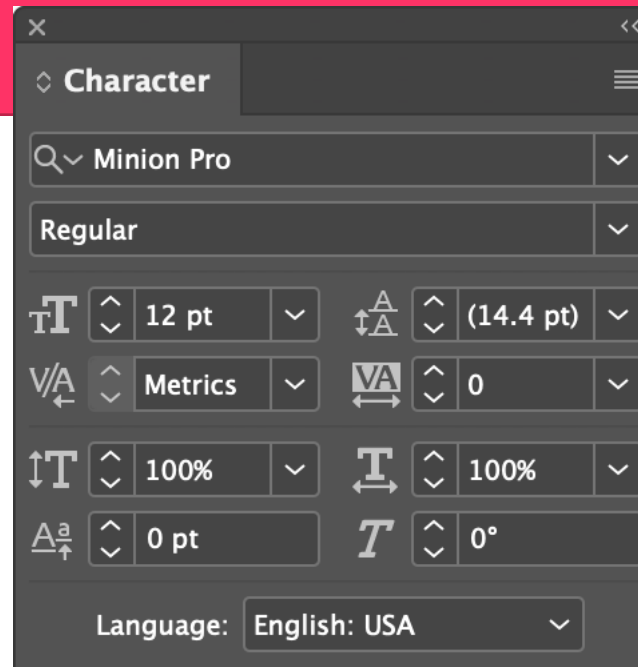 Character
Minion Pro
Regular
12 pt (14.4 pt)
Metrics 0
100% 100%
0 pt 0°
Language: English: USA